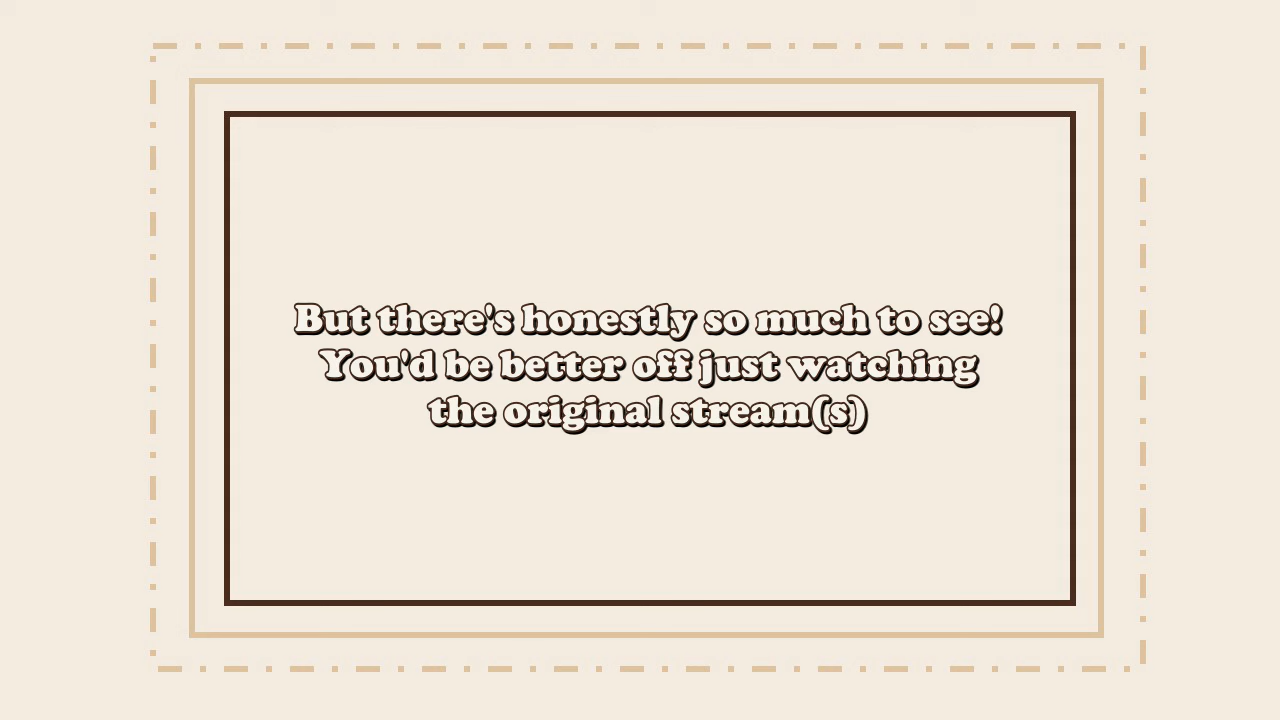 But there's honestly so much to see!
You'd be better off just watching
the original stream(s)